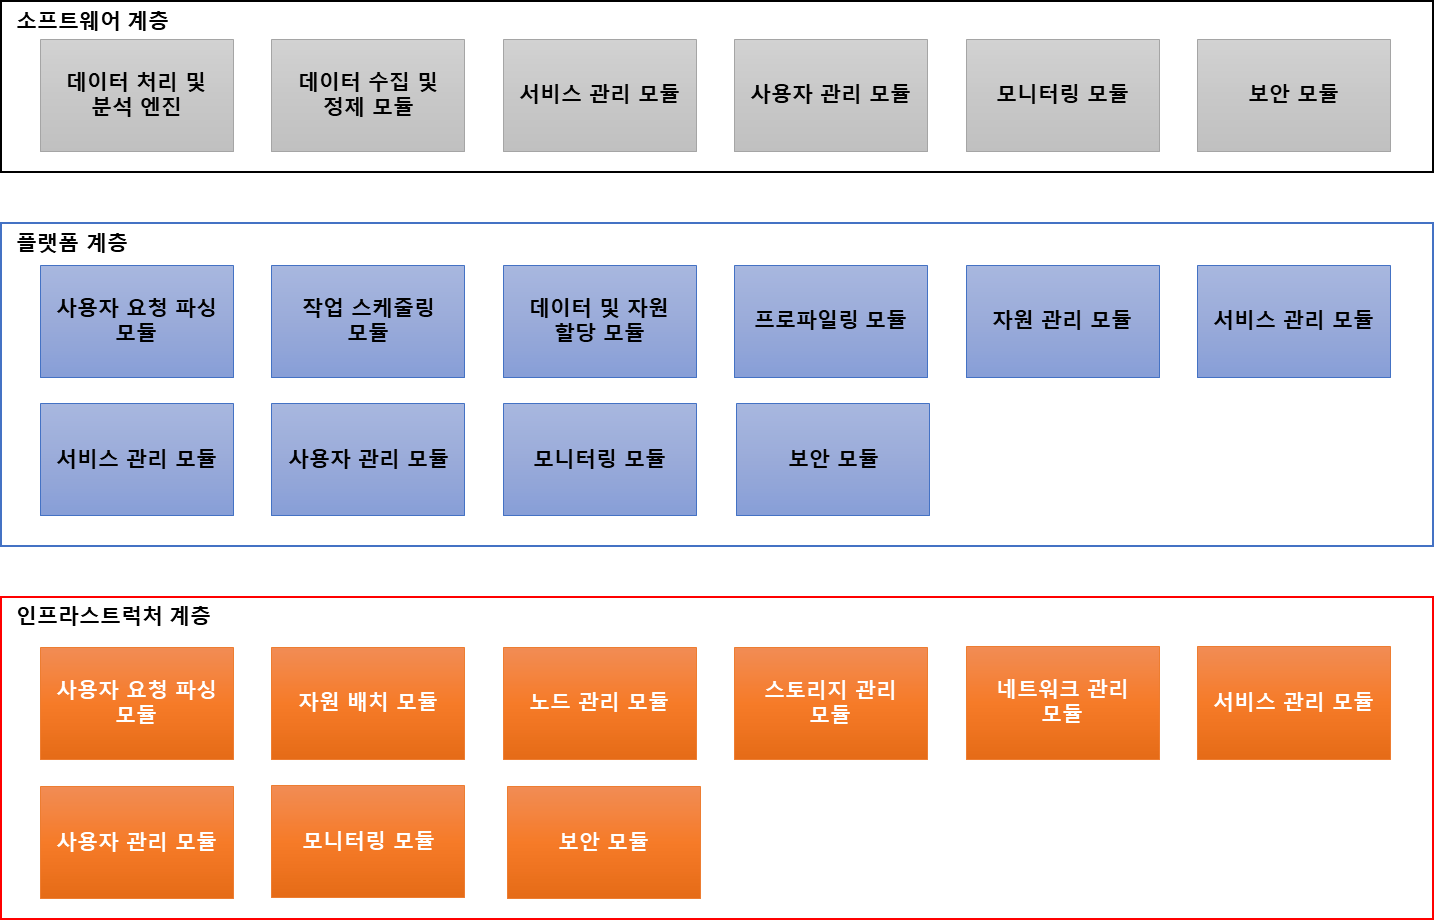 소프트웨어 계층
데이터 처리 및
분석 엔진
데이터 수집 및
정제 모듈
서비스 관리 모듈
사용자 관리 모듈
모니터링 모듈
보안 모듈
플랫폼 계층
사용자 요청 파싱
모듈
작업 스케줄링
모듈
데이터 및 자원
할당 모듈
프로파일링 모듈
자원 관리 모듈
서비스 관리 모듈
서비스 관리 모듈
사용자 관리 모듈
모니터링 모듈
보안 모듈
인프라스트럭처 계층
사용자 요청 파싱
모듈
자원 배치 모듈
노드 관리 모듈
스토리지 관리
모듈
네트워크 관리
모듈
서비스 관리 모듈
사용자 관리 모듈
모니터링 모듈
보안 모듈